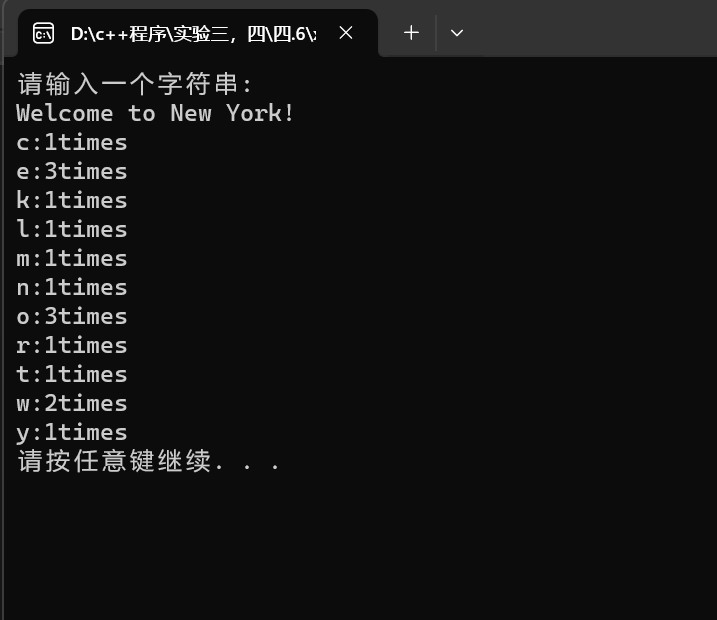 D:\c++程序\实验三，四\四.6\
请输入一个字符串:
Welcome to New York!
c:1times
e:3times
k:1times
l:1times
m:1times
n:1times
o:3times
r:1times
t:1times
w:2times
y:1times
请按任意键继续. . .